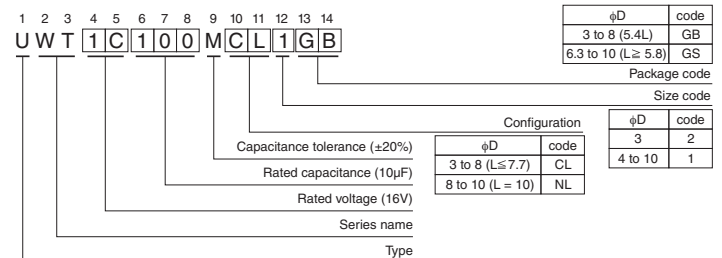 1 2 3 4 5 6 7 8 9 10 11 12 13 14
U W T 1 C 1 0 0 M C L 1 G B
ϕD code
3 to 8 (5.4L) GB
6.3 to 10 (L≧ 5.8) GS
Package code
Size code
ϕD code
3 2
4 to 10 1
Configuration
ϕD code
3 to 8 (L≦7.7) CL
8 to 10 (L = 10) NL
Capacitance tolerance (±20%)
Rated capacitance (10µF)
Rated voltage (16V)
Series name
Type